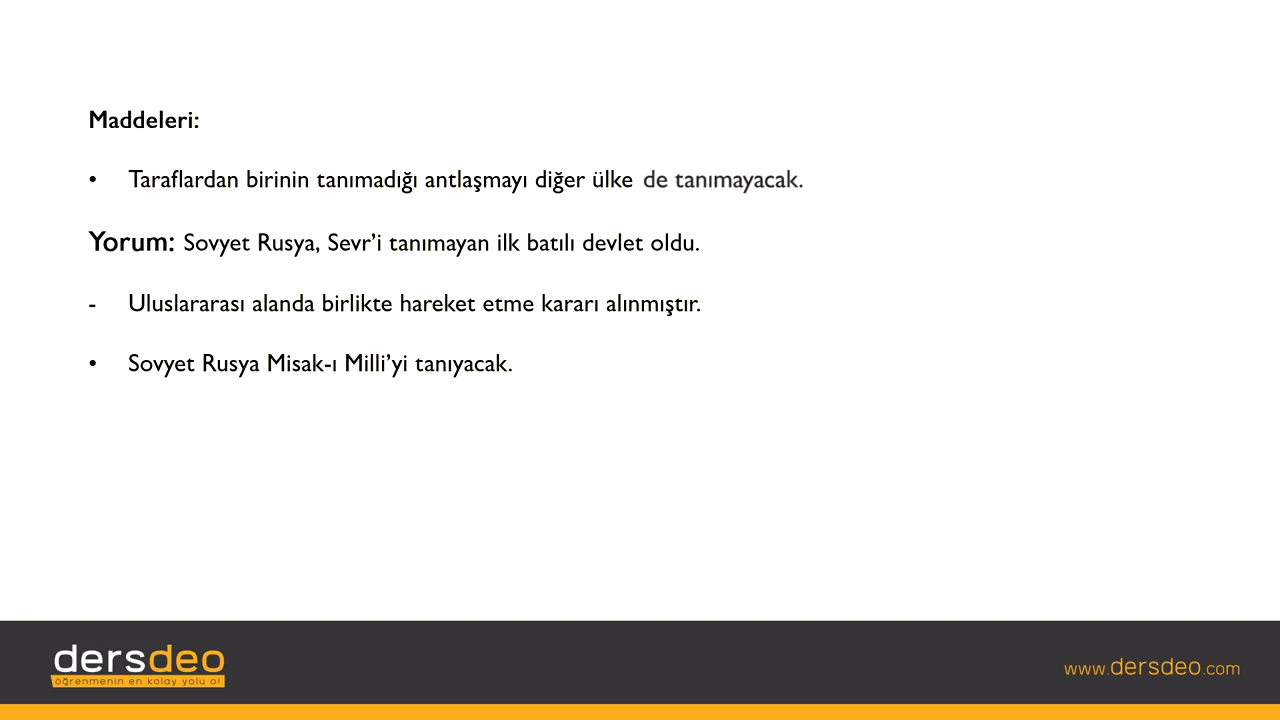 Maddeleri:
• Taraflardan birinin tanımadığı antlaşmayı diğer ülke de tanımayacak.
Yorum: Sovyet Rusya, Sevr’i tanımayan ilk batılı devlet oldu.
- Uluslararası alanda birlikte hareket etme kararı alınmıştır.
• Sovyet Rusya Misak-ı Milli’yi tanıyacak.
dersdeo
öğrenmenin en kolay yolu o!
www.dersdeo.com